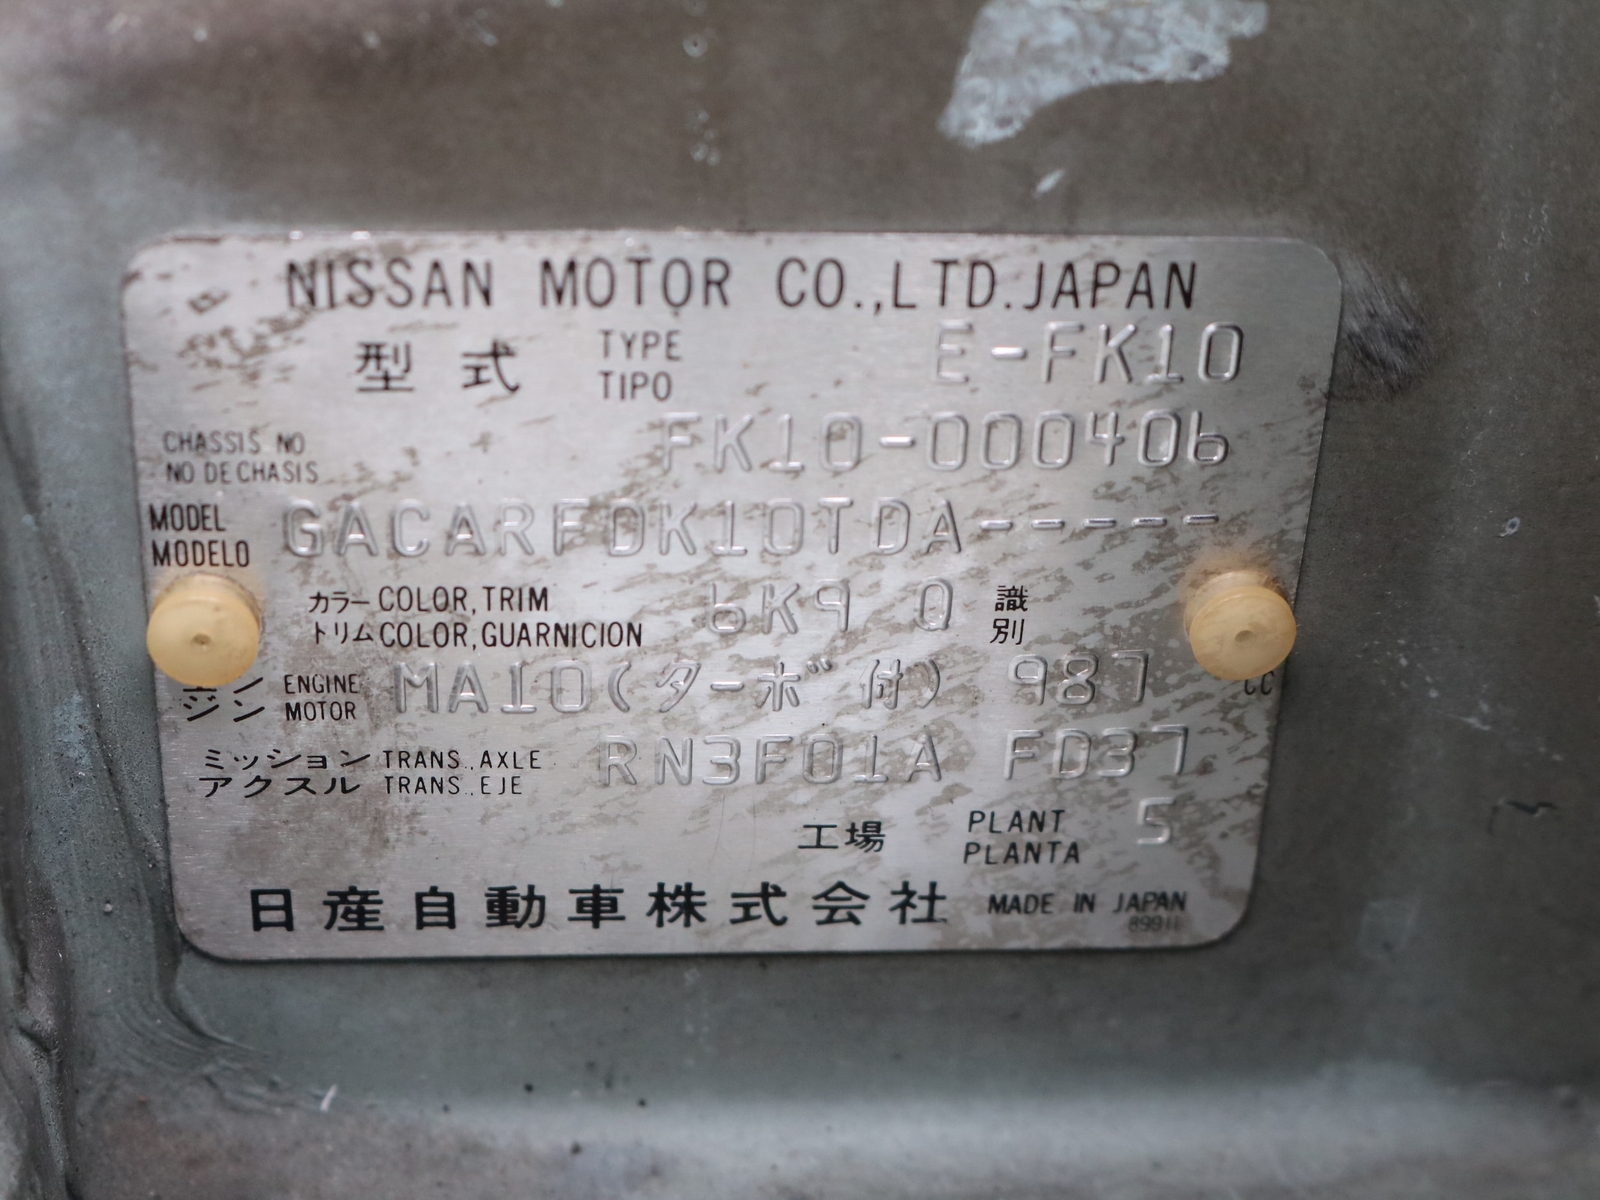 NISSAN MOTOR CO.,LTD.JAPAN
型式 TYPE E-FK10
TIPO
CHASSIS NO FK10-000406
NO DE CHASIS
MODEL GACARFDK10TDA-----
MODELO
カラー COLOR,TRIM 6K9 0 識
トリム COLOR,GUARNICION 別
エン ENGINE MA10(ターボ付) 987 CC
ジン MOTOR
ミッション TRANS.,AXLE RN3F01A FD37
アクスル TRANS.,EJE
工場 PLANT 5
PLANTA
日産自動車株式会社 MADE IN JAPAN
89911